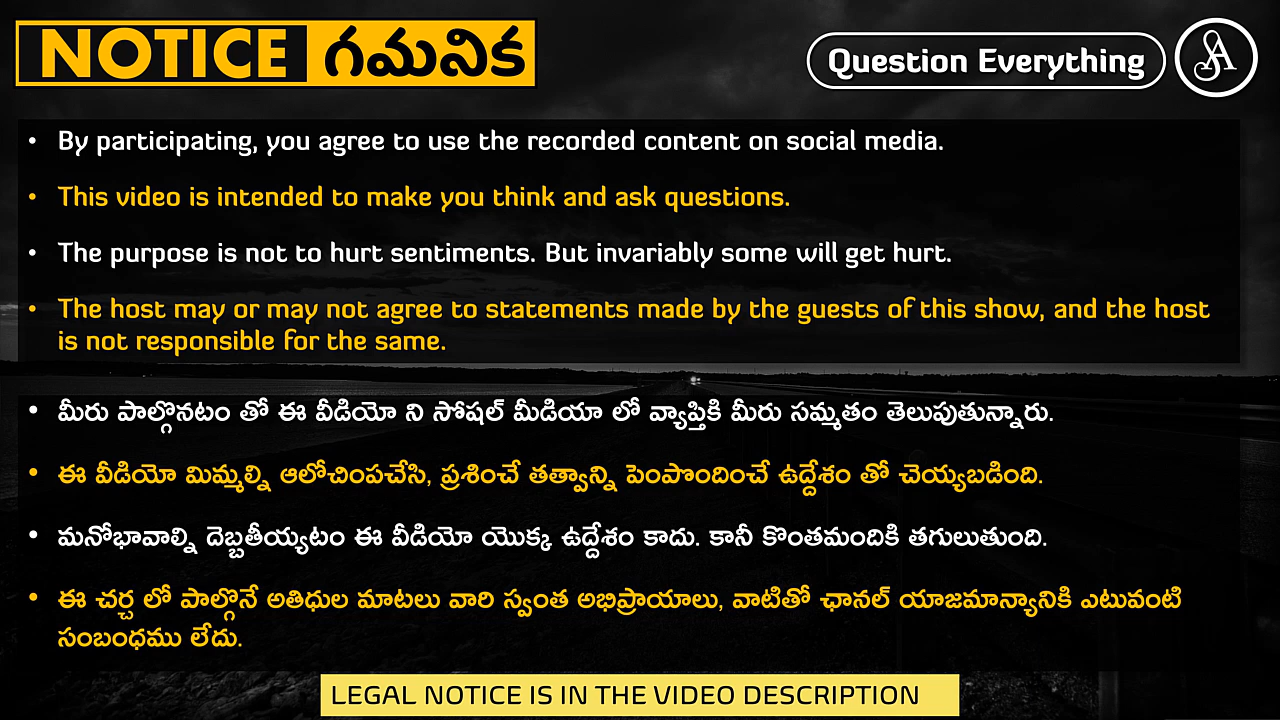 NOTICE గమనిక
Question Everything
• By participating, you agree to use the recorded content on social media.
• This video is intended to make you think and ask questions.
• The purpose is not to hurt sentiments. But invariably some will get hurt.
• The host may or may not agree to statements made by the guests of this show, and the host
is not responsible for the same.
• మీరు పాల్గొనటం తో ఈ వీడియో ని సోషల్ మీడియా లో వ్యాప్తికి మీరు సమ్మతం తెలుపుతున్నారు.
• ఈ వీడియో మిమ్మల్ని ఆలోచింపచేసి, ప్రశించే తత్వాన్ని పెంపొందించే ఉద్దేశం తో చెయ్యబడింది.
• మనోభావాల్ని దెబ్బతీయ్యటం ఈ వీడియో యొక్క ఉద్దేశం కాదు. కానీ కొంతమందికి తగులుతుంది.
• ఈ చర్చ లో పాల్గొనే అతిధుల మాటలు వారి స్వంత అభిప్రాయాలు, వాటితో ఛానల్ యాజమాన్యానికి ఎటువంటి
సంబంధము లేదు.
LEGAL NOTICE IS IN THE VIDEO DESCRIPTION